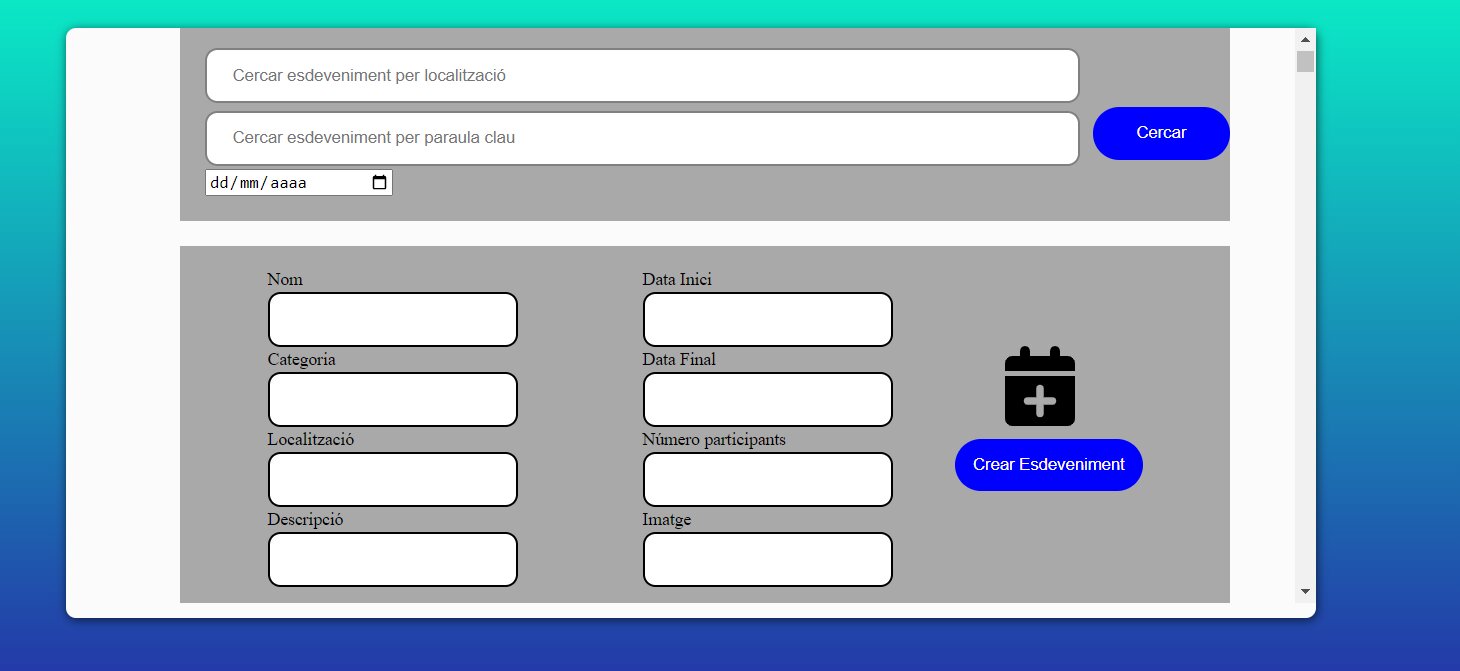 Cercar esdeveniment per localització
Cercar esdeveniment per paraula clau
Cercar
dd/mm/aaaa
Nom
Data Inici
Categoria
Data Final
Localització
Número participants
Crear Esdeveniment
Descripció
Imatge